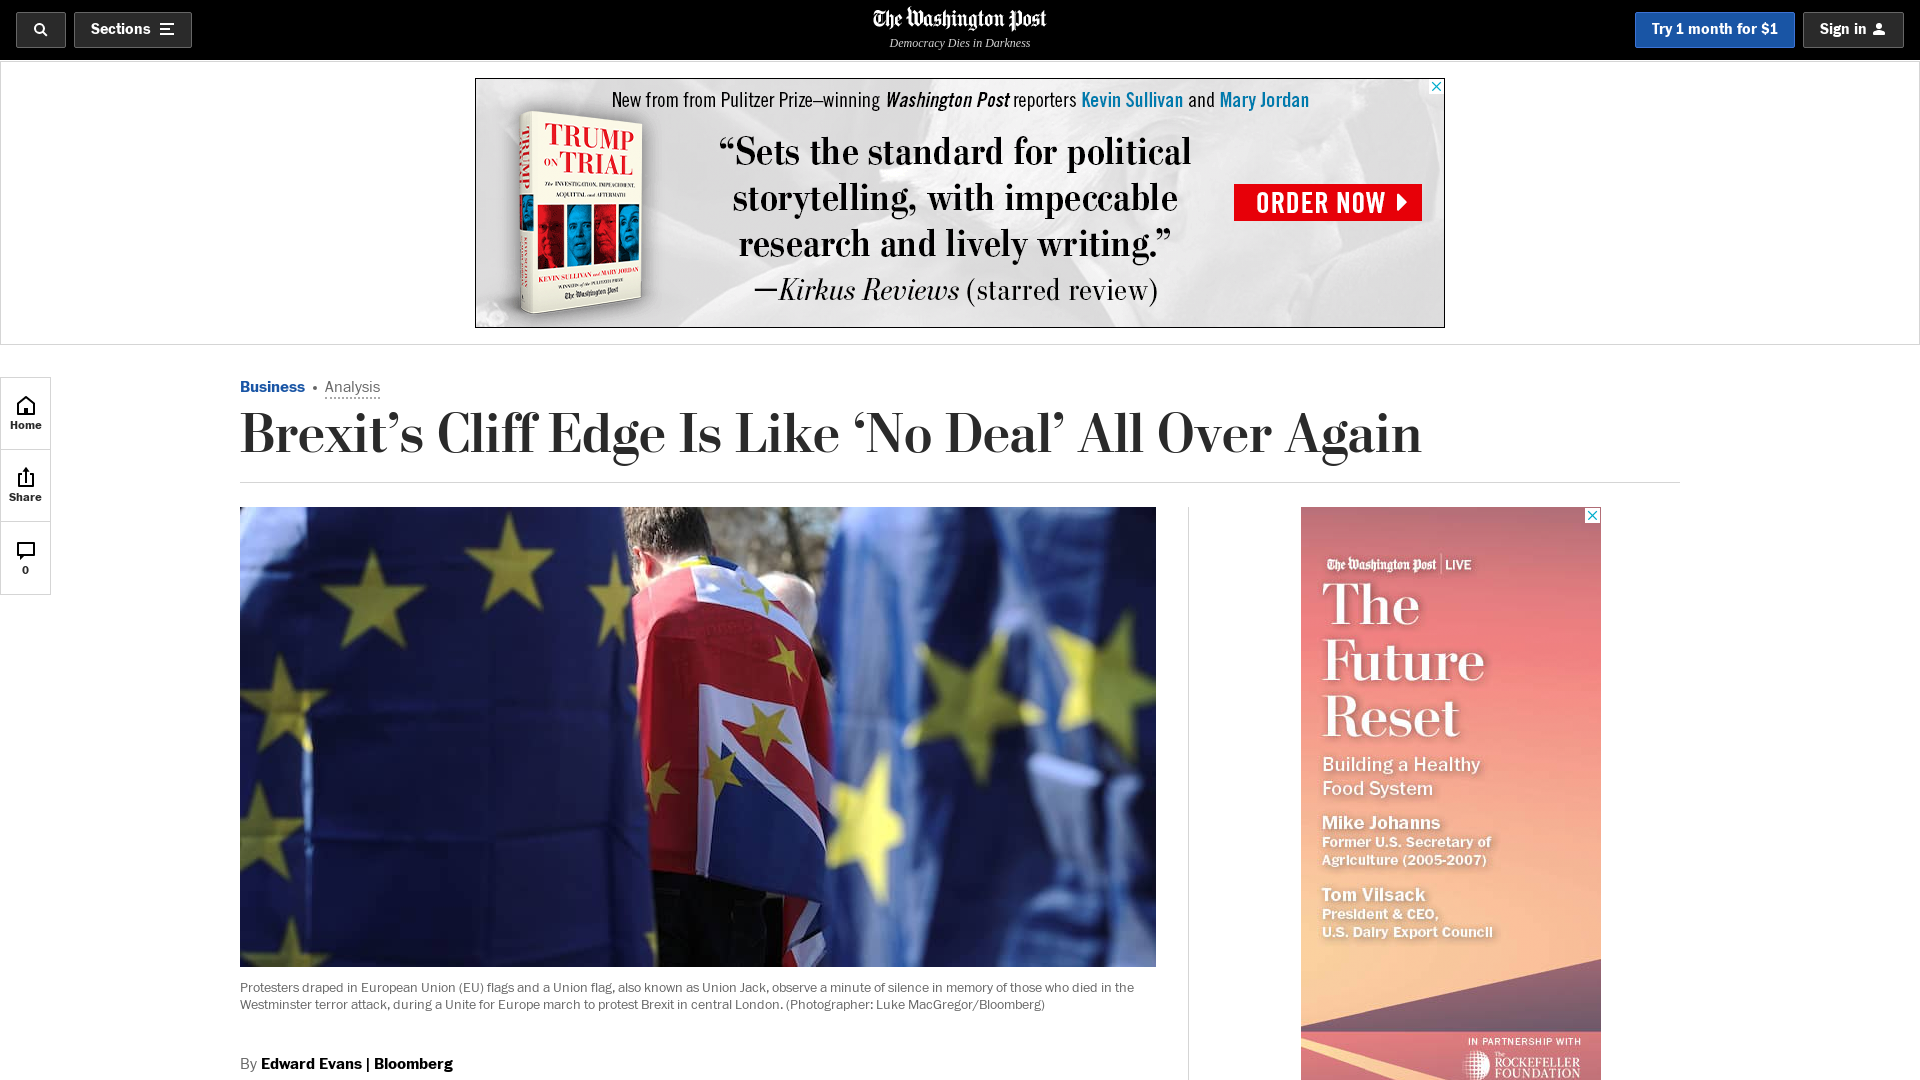 Sections
The Washington Post
Democracy Dies in Darkness
Try 1 month for $1
Sign in
New from from Pulitzer Prize–winning Washington Post reporters Kevin Sullivan and Mary Jordan
TRUMP
ON TRIAL
The INVESTIGATION, IMPEACHMENT,
ACQUITTAL and AFTERMATH
KEVIN SULLIVAN and MARY JORDAN
WINNERS of the PULITZER PRIZE
The Washington Post
TRUMP
“Sets the standard for political
storytelling, with impeccable
research and lively writing.”
—Kirkus Reviews (starred review)
ORDER NOW
Home
Share
0
Business • Analysis
Brexit’s Cliff Edge Is Like ‘No Deal’ All Over Again
Protesters draped in European Union (EU) flags and a Union flag, also known as Union Jack, observe a minute of silence in memory of those who died in the
Westminster terror attack, during a Unite for Europe march to protest Brexit in central London. (Photographer: Luke MacGregor/Bloomberg)
By Edward Evans | Bloomberg
The Washington Post LIVE
The
Future
Reset
Building a Healthy
Food System
Mike Johanns
Former U.S. Secretary of
Agriculture (2005-2007)
Tom Vilsack
President & CEO,
U.S. Dairy Export Council
IN PARTNERSHIP WITH
The
ROCKEFELLER
FOUNDATION